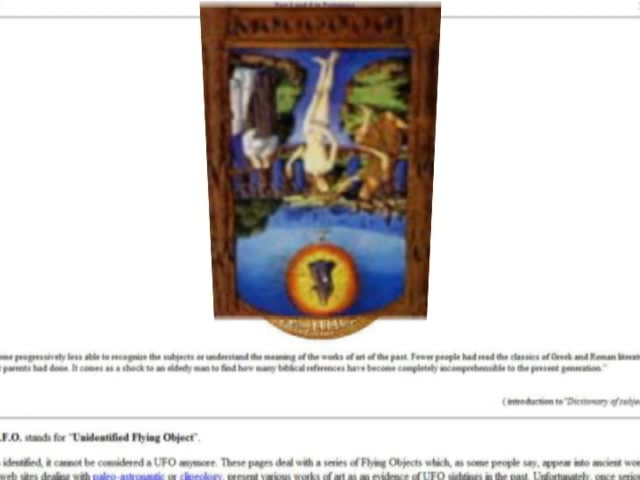 ome progressively less able to recognize the subjects or understand the meaning of the works of art of the past. Fewer people had read the classics of Greek and Roman literat
parents had done. It comes as a shock to an elderly man to find how many biblical references have become completely incomprehensible to the present generation."
( introduction to "Dictionary of subje
.F.O. stands for "Unidentified Flying Object".
identified, it cannot be considered a UFO anymore. These pages deal with a series of Flying Objects which, as some people say, appear into ancient wor
web sites dealing with paleo-astronautic or clipeology, present various works of art as an evidence of UFO sightings in the past. Unfortunately, once seriou